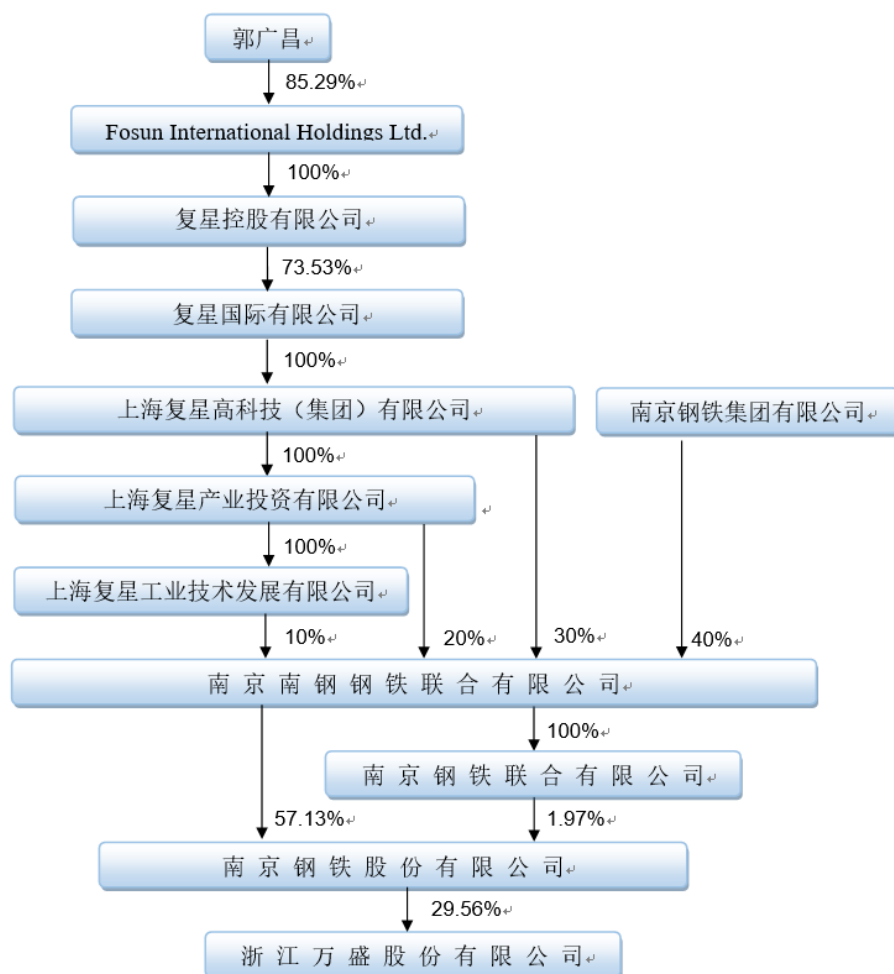 郭广昌
85.29%
Fosun International Holdings Ltd.
100%
复星控股有限公司
73.53%
复星国际有限公司
100%
上海复星高科技（集团）有限公司
南京钢铁集团有限公司
100%
上海复星产业投资有限公司
100%
上海复星工业技术发展有限公司
10%
20%
30%
40%
南京南钢钢铁联合有限公司
100%
南京钢铁联合有限公司
57.13%
1.97%
南京钢铁股份有限公司
29.56%
浙江万盛股份有限公司